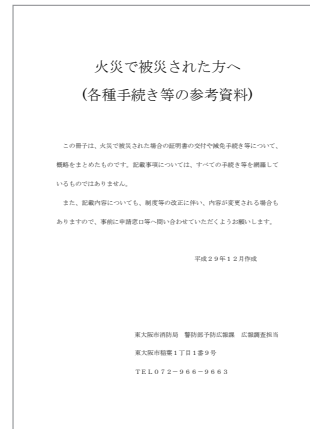 火災で被災された方へ
(各種手続き等の参考資料)
この冊子は、火災で被災された場合の証明書の交付や減免手続き等について、
概略をまとめたものです。記載事項については、すべての手続き等を網羅して
いるものではありません。
また、記載内容についても、制度等の改正に伴い、内容が変更される場合も
ありますので、事前に申請窓口等へ問い合わせていただくようお願いします。
平成29年12月作成
東大阪市消防局 警防部予防広報課 広報調査担当
東大阪市稲葉1丁目1番9号
TEL072-966-9663